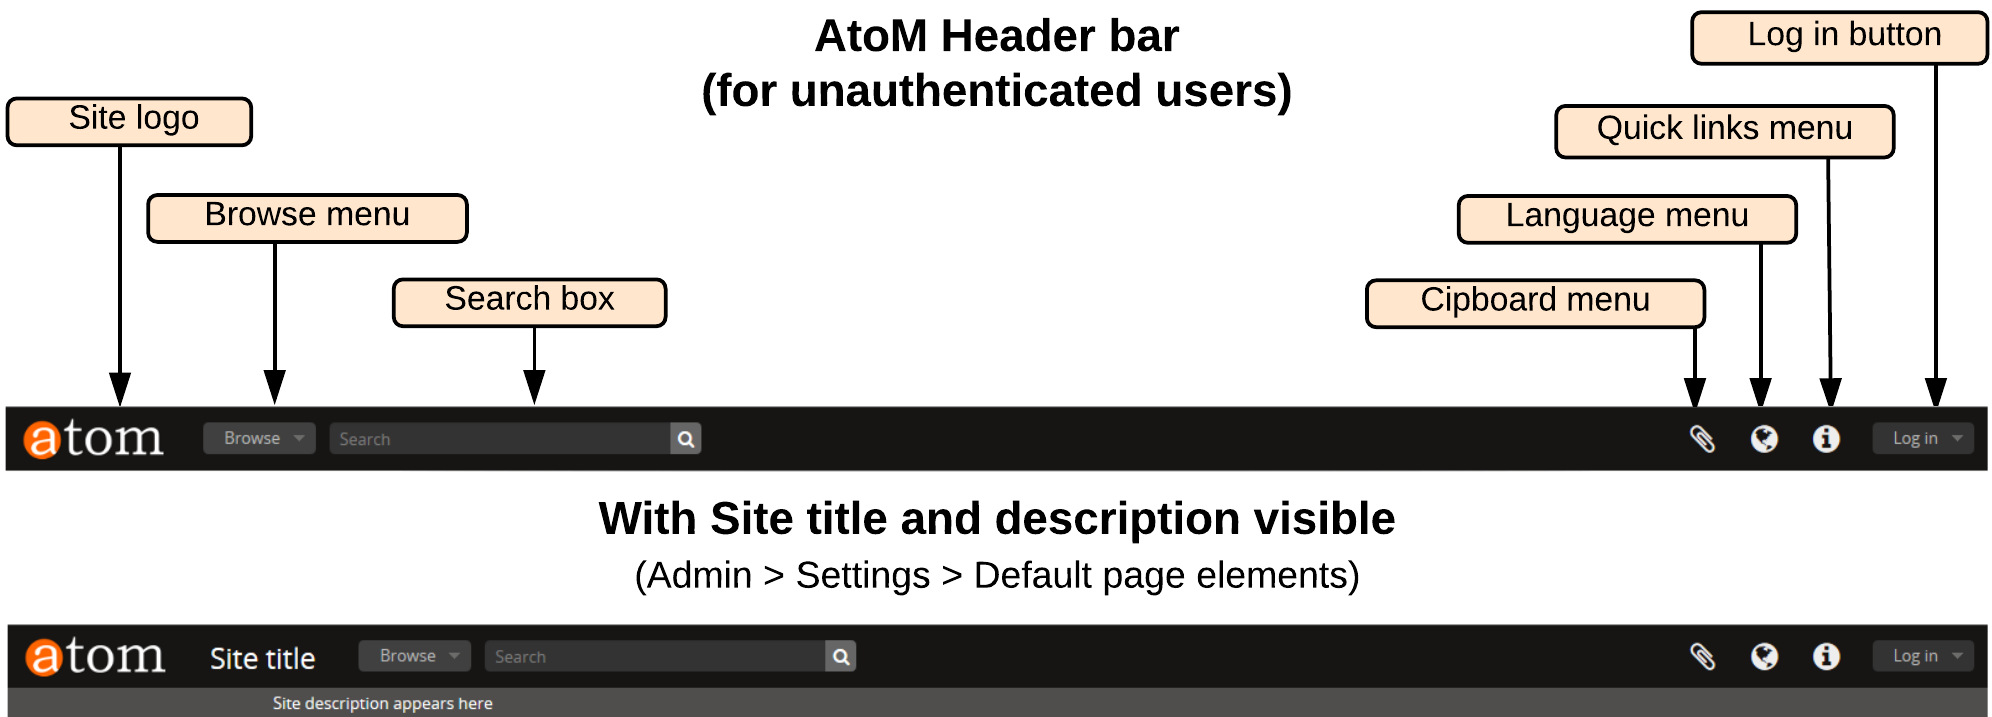 AtoM Header bar
(for unauthenticated users)
Log in button
Site logo
Quick links menu
Browse menu
Language menu
Search box
Cipboard menu
atom Browse Search Log in
With Site title and description visible
(Admin > Settings > Default page elements)
atom Site title Browse Search Log in
Site description appears here